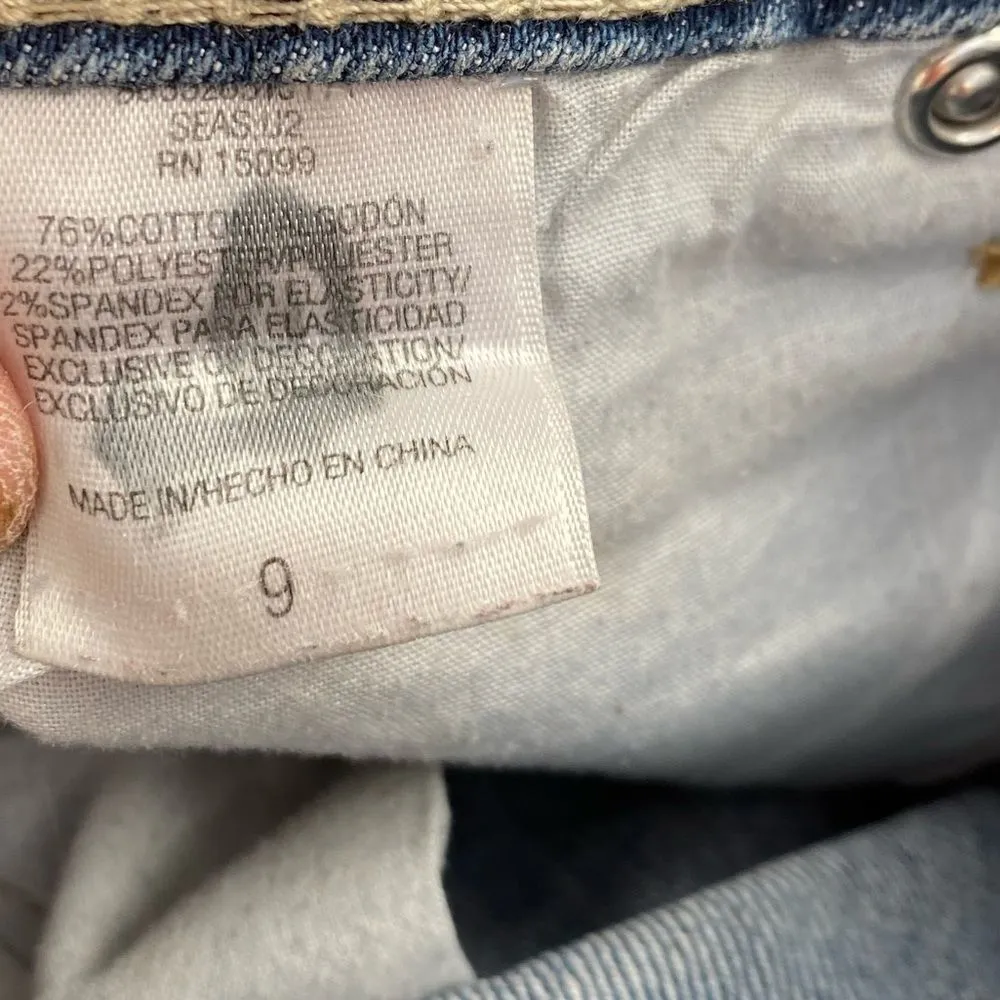 SEAS:U2
RN 15099
76%COTTON/ALGODÓN
22%POLYESTER/POLIESTER
2%SPANDEX FOR ELASTICITY/
SPANDEX PARA ELASTICIDAD
EXCLUSIVE OF DECORATION/
EXCLUSIVO DE DECORACIÓN
MADE IN/HECHO EN CHINA
9